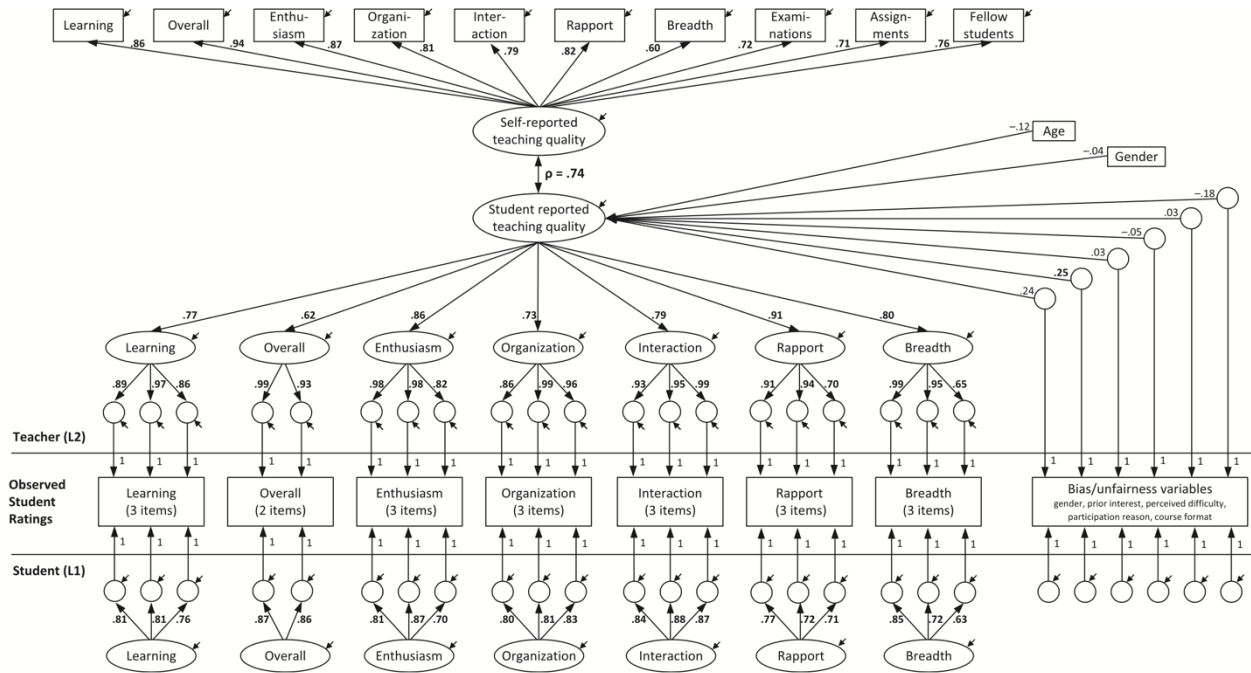 Learning
Overall
Enthu-
siasm
Organi-
zation
Inter-
action
Rapport
Breadth
Exami-
nations
Assign-
ments
Fellow
students
.86
.94
.87
.81
.79
.82
.60
.72
.71
.76
Self-reported
teaching quality
–.12
Age
–.04
Gender
ρ = .74
Student reported
teaching quality
–.18
.03
–.05
.03
.25
.24
.77
.62
.86
.73
.79
.91
.80
Learning
Overall
Enthusiasm
Organization
Interaction
Rapport
Breadth
.89 .97 .86
.99 .93
.98 .98 .82
.86 .99 .96
.93 .95 .99
.91 .94 .70
.99 .95 .65
Teacher (L2)
1 1 1 1 1 1 1 1 1 1 1 1 1 1 1 1 1 1 1 1 1 1 1 1 1 1
Observed
Student
Ratings
Learning
(3 items)
Overall
(2 items)
Enthusiasm
(3 items)
Organization
(3 items)
Interaction
(3 items)
Rapport
(3 items)
Breadth
(3 items)
Bias/unfairness variables
gender, prior interest, perceived difficulty,
participation reason, course format
1 1 1 1 1 1 1 1 1 1 1 1 1 1 1 1 1 1 1 1 1 1 1 1 1 1
Student (L1)
.81 .81 .76
.87 .86
.81 .87 .70
.80 .81 .83
.84 .88 .87
.77 .72 .71
.85 .72 .63
Learning
Overall
Enthusiasm
Organization
Interaction
Rapport
Breadth